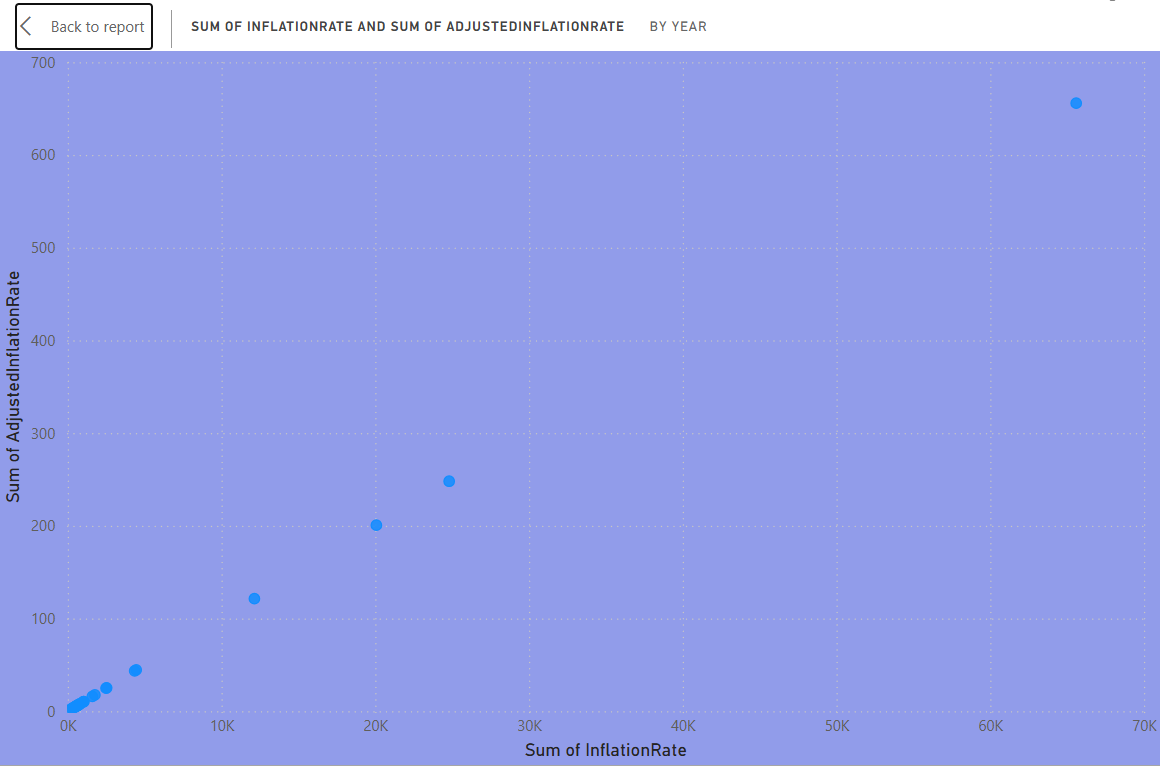 Back to report
SUM OF INFLATIONRATE AND SUM OF ADJUSTEDINFLATIONRATE BY YEAR
700
600
500
400
300
200
100
0
Sum of AdjustedInflationRate
0K 10K 20K 30K 40K 50K 60K 70K
Sum of InflationRate